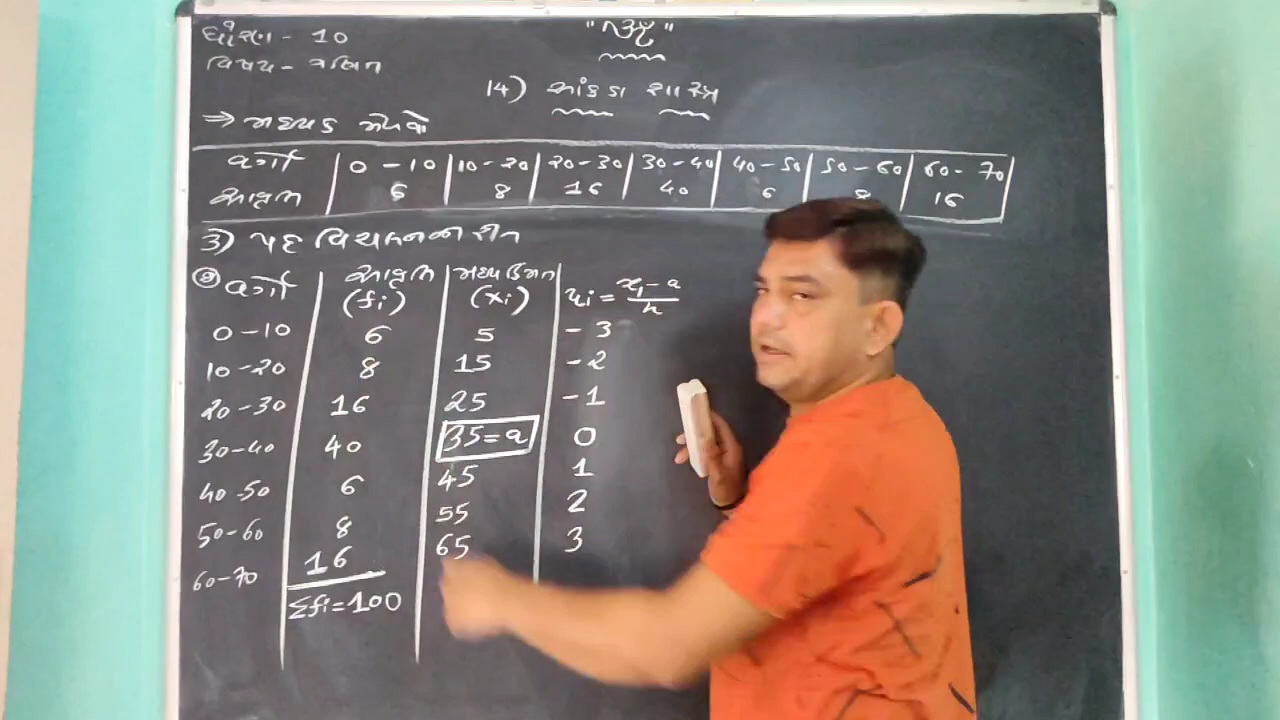 ધોરણ - 10
વિષય - ગણિત
14) આંકડા શાસ્ત્ર
⇒ મધ્યક મેળવો
વર્ગ | 0 - 10 | 10 - 20 | 20 - 30 | 30 - 40 | 40 - 50 | 50 - 60 | 60 - 70
આવૃત્તિ | 6 | 8 | 16 | 40 | 6 | 8 | 16
3) પદ વિચલનની રીત
વર્ગ | આવૃત્તિ (fi) | મધ્યકિંમત (xi) | ui = xi - a / h
0 - 10 | 6 | 5 | - 3
10 - 20 | 8 | 15 | - 2
20 - 30 | 16 | 25 | - 1
30 - 40 | 40 | 35 = a | 0
40 - 50 | 6 | 45 | 1
50 - 60 | 8 | 55 | 2
60 - 70 | 16 | 65 | 3
Σfi = 100